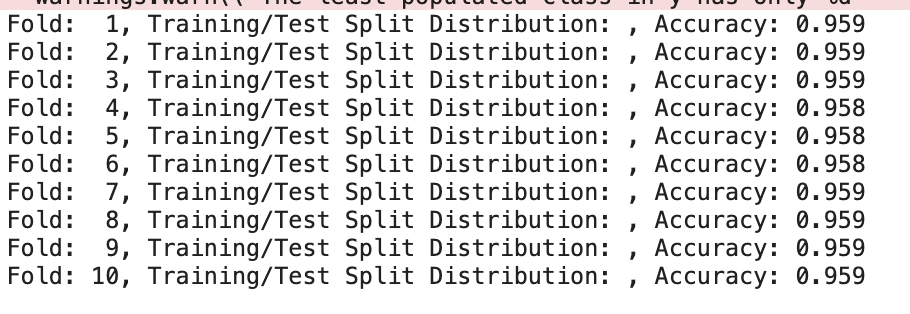 warnings.warn(("The least populated class in y has only %d"
Fold:  1, Training/Test Split Distribution: , Accuracy: 0.959
Fold:  2, Training/Test Split Distribution: , Accuracy: 0.959
Fold:  3, Training/Test Split Distribution: , Accuracy: 0.959
Fold:  4, Training/Test Split Distribution: , Accuracy: 0.958
Fold:  5, Training/Test Split Distribution: , Accuracy: 0.958
Fold:  6, Training/Test Split Distribution: , Accuracy: 0.958
Fold:  7, Training/Test Split Distribution: , Accuracy: 0.959
Fold:  8, Training/Test Split Distribution: , Accuracy: 0.959
Fold:  9, Training/Test Split Distribution: , Accuracy: 0.959
Fold: 10, Training/Test Split Distribution: , Accuracy: 0.959